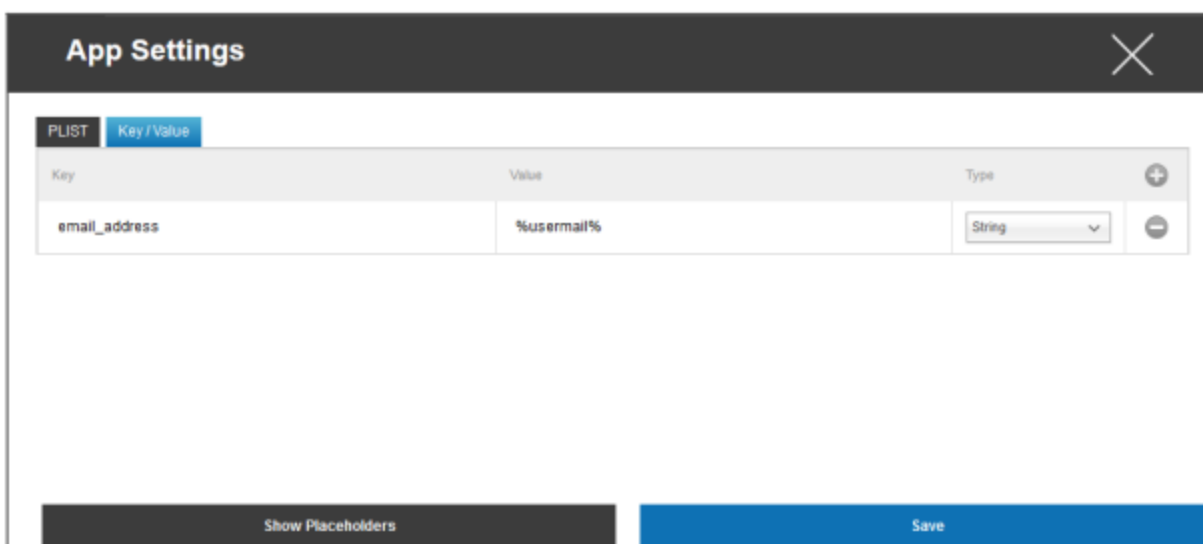 App Settings
PLIST Key / Value
Key Value Type
email_address %usermail% String
Show Placeholders Save